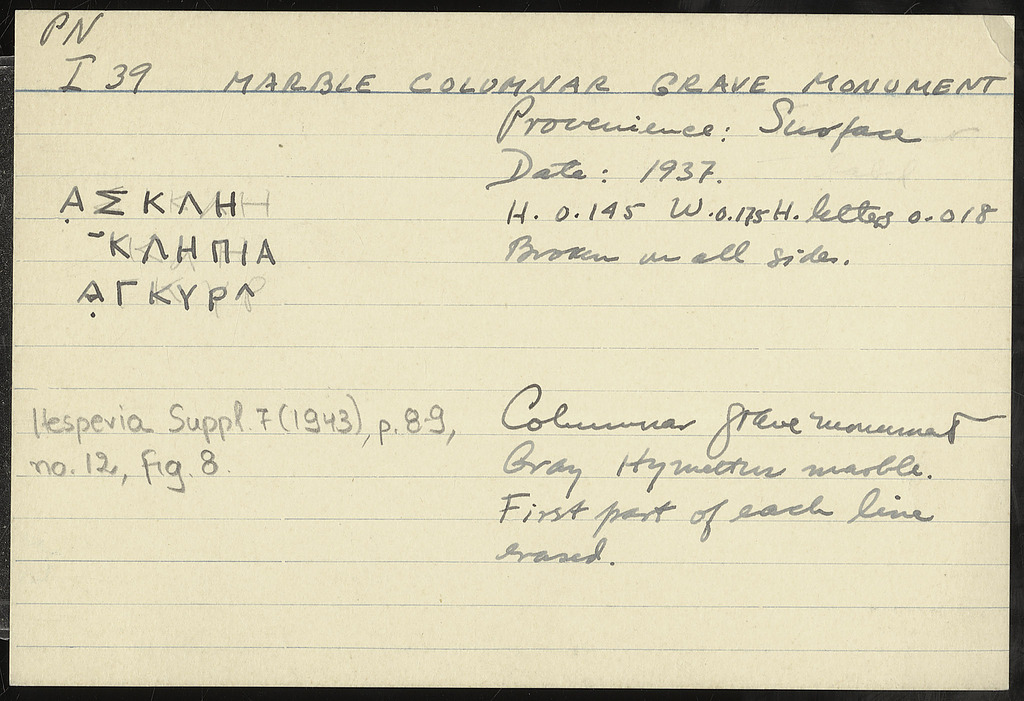 PN
I 39 MARBLE COLUMNAR GRAVE MONUMENT
Provenience: Surface
Date: 1937.
H. 0.145 W. 0.175 H. letters 0.018
Broken on all sides.
ΑΣΚΛΗ
ΚΛΗΠΙΑ
ΑΓΚΥΡΛ
Hesperia Suppl. 7 (1943), p. 8-9,
no. 12, fig. 8.
Columnar grave monument
Gray Hymettus marble.
First part of each line
erased.